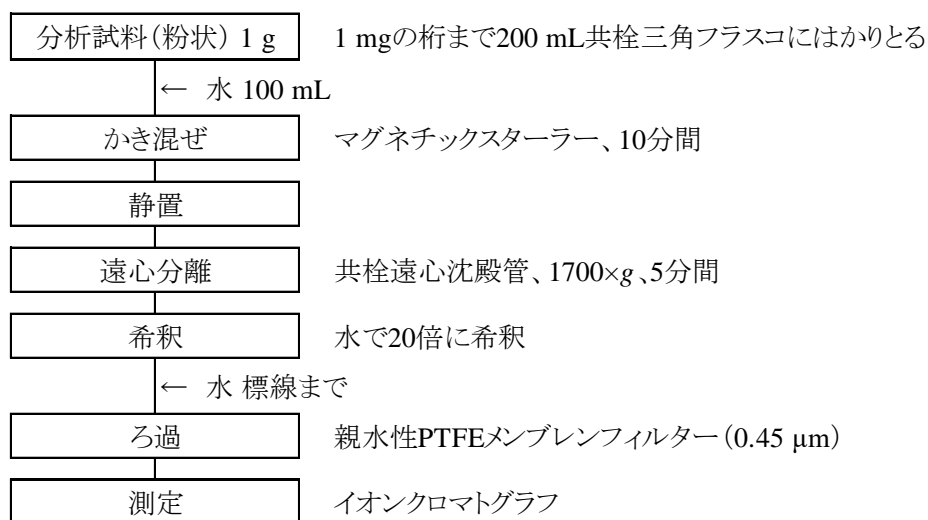 分析試料（粉状） 1 g　1 mgの桁まで200 mL共栓三角フラスコにはかりとる
← 水 100 mL
かき混ぜ　マグネチックスターラー、10分間
静置
遠心分離　共栓遠心沈殿管、1700×g、5分間
希釈　水で20倍に希釈
← 水 標線まで
ろ過　親水性PTFEメンブレンフィルター（0.45 µm）
測定　イオンクロマトグラフ